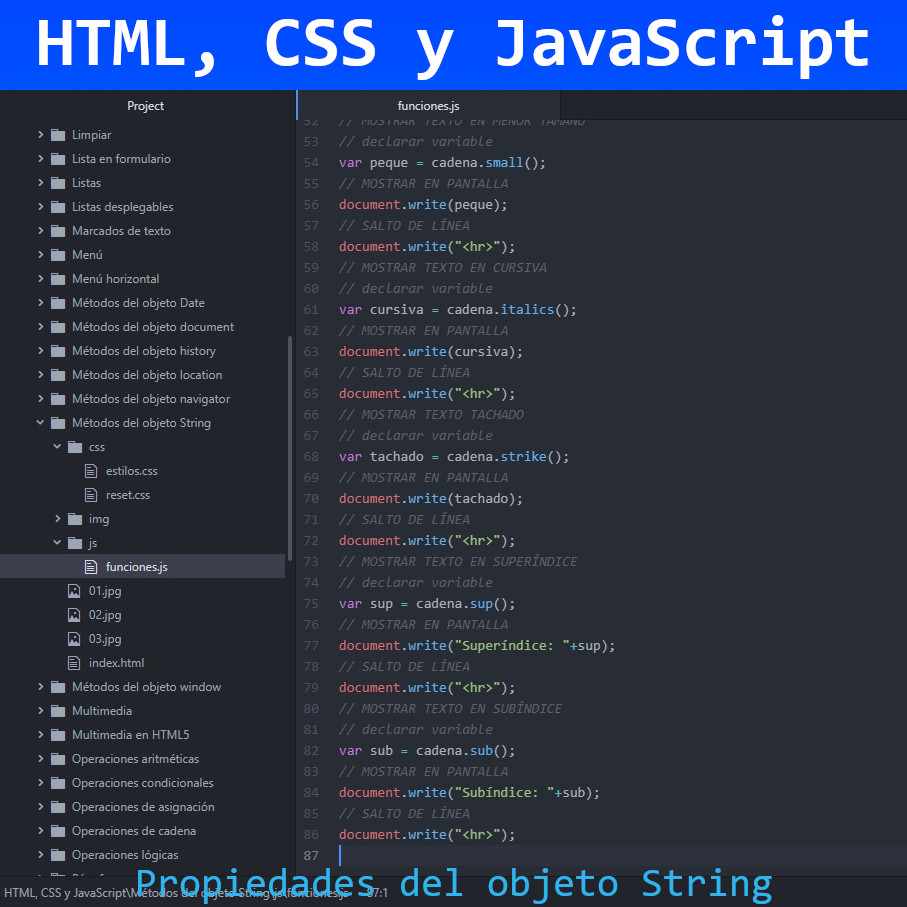 HTML, CSS y JavaScript
Project
Limpiar
Lista en formulario
Listas
Listas desplegables
Marcados de texto
Menú
Menú horizontal
Métodos del objeto Date
Métodos del objeto document
Métodos del objeto history
Métodos del objeto location
Métodos del objeto navigator
Métodos del objeto String
css
estilos.css
reset.css
img
js
funciones.js
01.jpg
02.jpg
03.jpg
index.html
Métodos del objeto window
Multimedia
Multimedia en HTML5
Operaciones aritméticas
Operaciones condicionales
Operaciones de asignación
Operaciones de cadena
Operaciones lógicas
funciones.js
52 // MOSTRAR TEXTO EN MENOR TAMAÑO
53 // declarar variable
54 var peque = cadena.small();
55 // MOSTRAR EN PANTALLA
56 document.write(peque);
57 // SALTO DE LÍNEA
58 document.write("<hr>");
59 // MOSTRAR TEXTO EN CURSIVA
60 // declarar variable
61 var cursiva = cadena.italics();
62 // MOSTRAR EN PANTALLA
63 document.write(cursiva);
64 // SALTO DE LÍNEA
65 document.write("<hr>");
66 // MOSTRAR TEXTO TACHADO
67 // declarar variable
68 var tachado = cadena.strike();
69 // MOSTRAR EN PANTALLA
70 document.write(tachado);
71 // SALTO DE LÍNEA
72 document.write("<hr>");
73 // MOSTRAR TEXTO EN SUPERÍNDICE
74 // declarar variable
75 var sup = cadena.sup();
76 // MOSTRAR EN PANTALLA
77 document.write("Superíndice: "+sup);
78 // SALTO DE LÍNEA
79 document.write("<hr>");
80 // MOSTRAR TEXTO EN SUBÍNDICE
81 // declarar variable
82 var sub = cadena.sub();
83 // MOSTRAR EN PANTALLA
84 document.write("Subíndice: "+sub);
85 // SALTO DE LÍNEA
86 document.write("<hr>");
87
HTML, CSS y JavaScript\Métodos del objeto String\js\funciones.js 87:1
Propiedades del objeto String